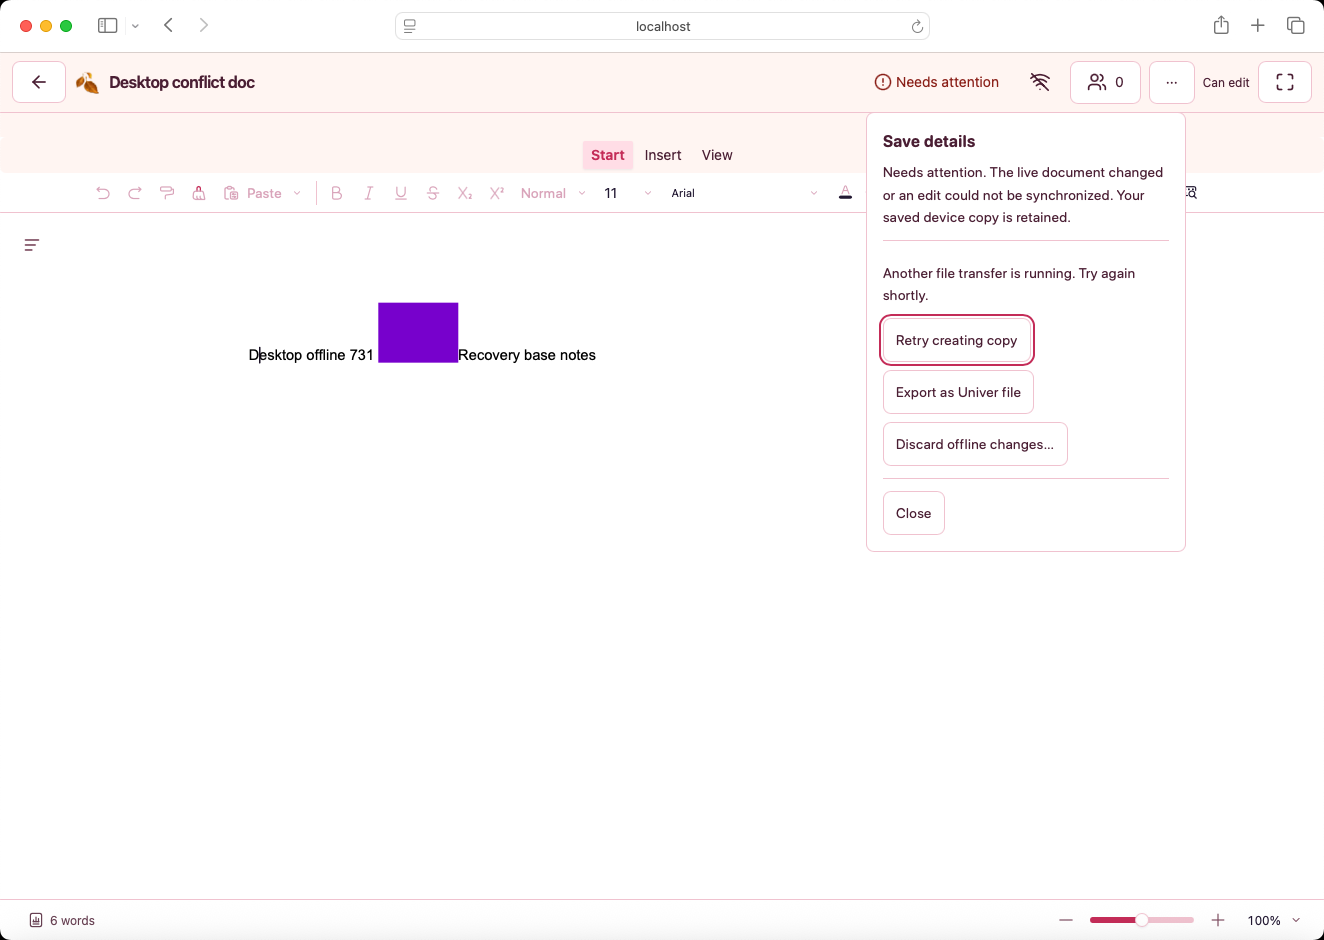 localhost
Desktop conflict doc
Needs attention
0
...
Can edit
Start
Insert
View
Paste
B
I
U
S
X₂
X²
Normal
11
Arial
A
Save details
Needs attention. The live document changed
or an edit could not be synchronized. Your
saved device copy is retained.
Another file transfer is running. Try again
shortly.
Retry creating copy
Export as Univer file
Discard offline changes...
Close
Desktop offline 731 Recovery base notes
6 words
100%